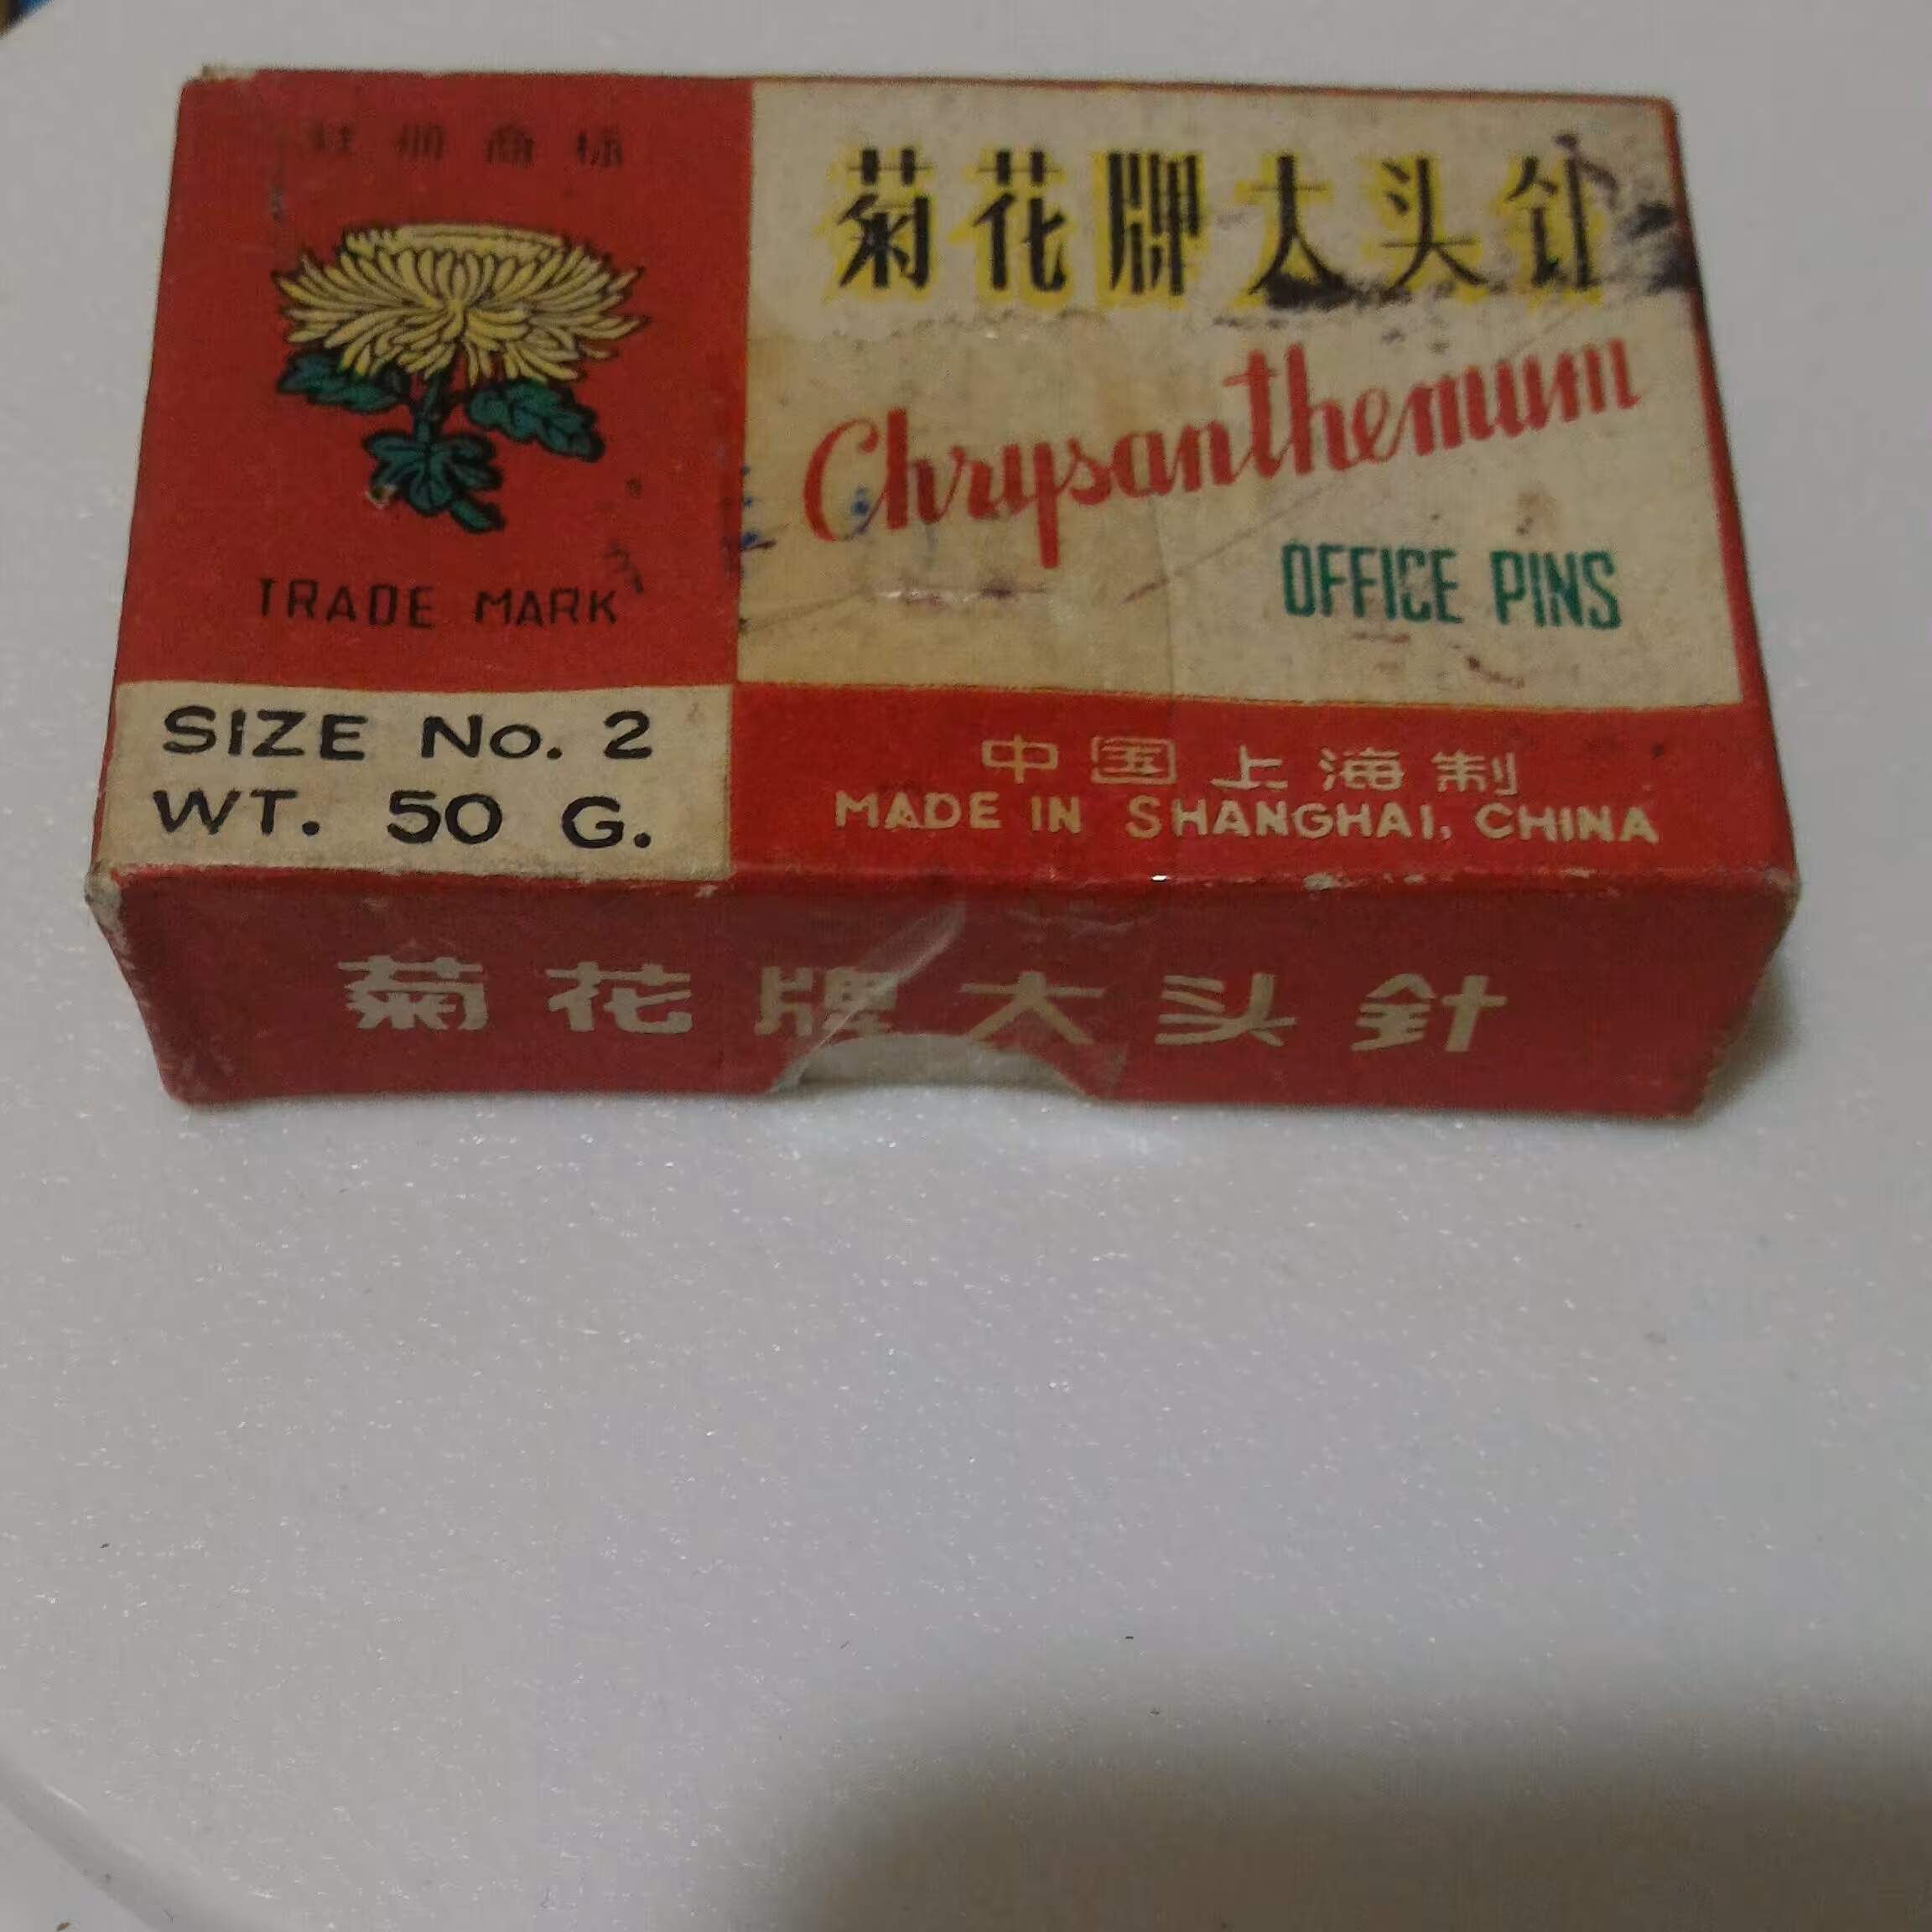 注册商标
TRADE MARK
SIZE No. 2
WT. 50 G.
菊花牌大头针
Chrysanthemum
OFFICE PINS
中国上海制
MADE IN SHANGHAI, CHINA
菊花牌大头針